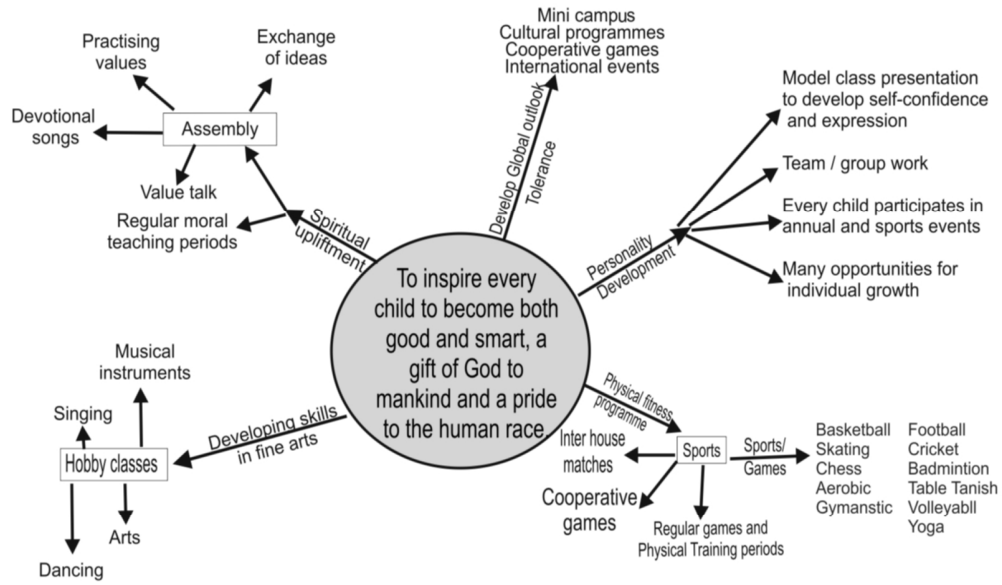 Mini campus
Cultural programmes
Cooperative games
International events
Develop Global outlook
Tolerance
Practising
values
Exchange
of ideas
Devotional
songs
Assembly
Value talk
Regular moral
teaching periods
Spiritual
upliftment
Model class presentation
to develop self-confidence
and expression
Team / group work
Every child participates in
annual and sports events
Many opportunities for
individual growth
Personality
Development
To inspire every
child to become both
good and smart, a
gift of God to
mankind and a pride
to the human race.
Musical
instruments
Singing
Hobby classes
Developing skills
in fine arts
Arts
Dancing
Physical fitness
programme
Inter house
matches
Sports
Sports/
Games
Cooperative
games
Regular games and
Physical Training periods
Basketball
Skating
Chess
Aerobic
Gymanstic
Football
Cricket
Badmintion
Table Tanish
Volleyabll
Yoga